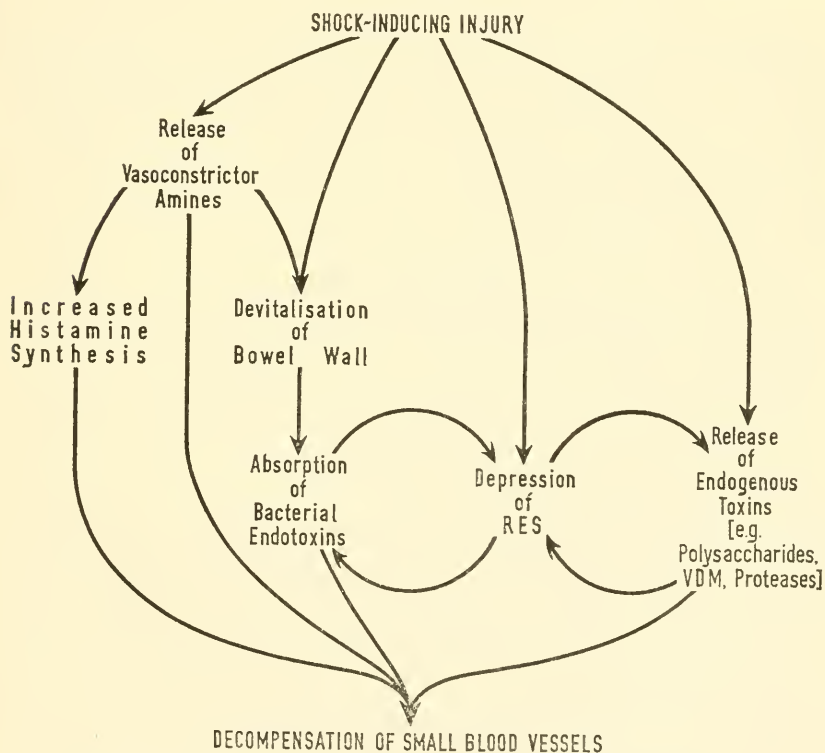 SHOCK-INDUCING INJURY
Release
of
Vasoconstrictor
Amines
Increased
Histamine
Synthesis
Devitalisation
of
Bowel Wall
Absorption
of
Bacterial
Endotoxins
Depression
of
RES
Release
of
Endogenous
Toxins
[e.g.
Polysaccharides,
VDM, Proteases]
DECOMPENSATION OF SMALL BLOOD VESSELS